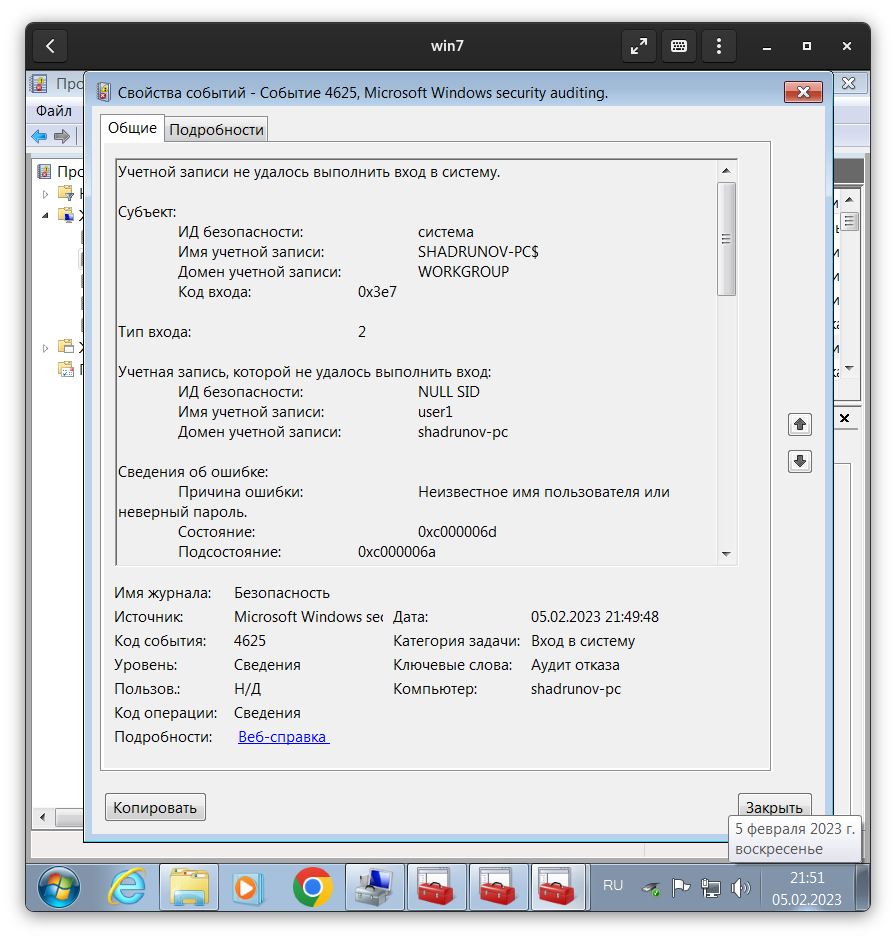 win7
Свойства событий - Событие 4625, Microsoft Windows security auditing.
Файл
Общие
Подробности
Учетной записи не удалось выполнить вход в систему.
Субъект:
ИД безопасности: система
Имя учетной записи: SHADRUNOV-PC$
Домен учетной записи: WORKGROUP
Код входа: 0x3e7
Тип входа: 2
Учетная запись, которой не удалось выполнить вход:
ИД безопасности: NULL SID
Имя учетной записи: user1
Домен учетной записи: shadrunov-pc
Сведения об ошибке:
Причина ошибки: Неизвестное имя пользователя или
неверный пароль.
Состояние: 0xc000006d
Подсостояние: 0xc000006a
Имя журнала: Безопасность
Источник: Microsoft Windows sec Дата: 05.02.2023 21:49:48
Код события: 4625 Категория задачи: Вход в систему
Уровень: Сведения Ключевые слова: Аудит отказа
Пользов.: Н/Д Компьютер: shadrunov-pc
Код операции: Сведения
Подробности: Веб-справка
Копировать
Закрыть
5 февраля 2023 г.
воскресенье
RU
21:51
05.02.2023